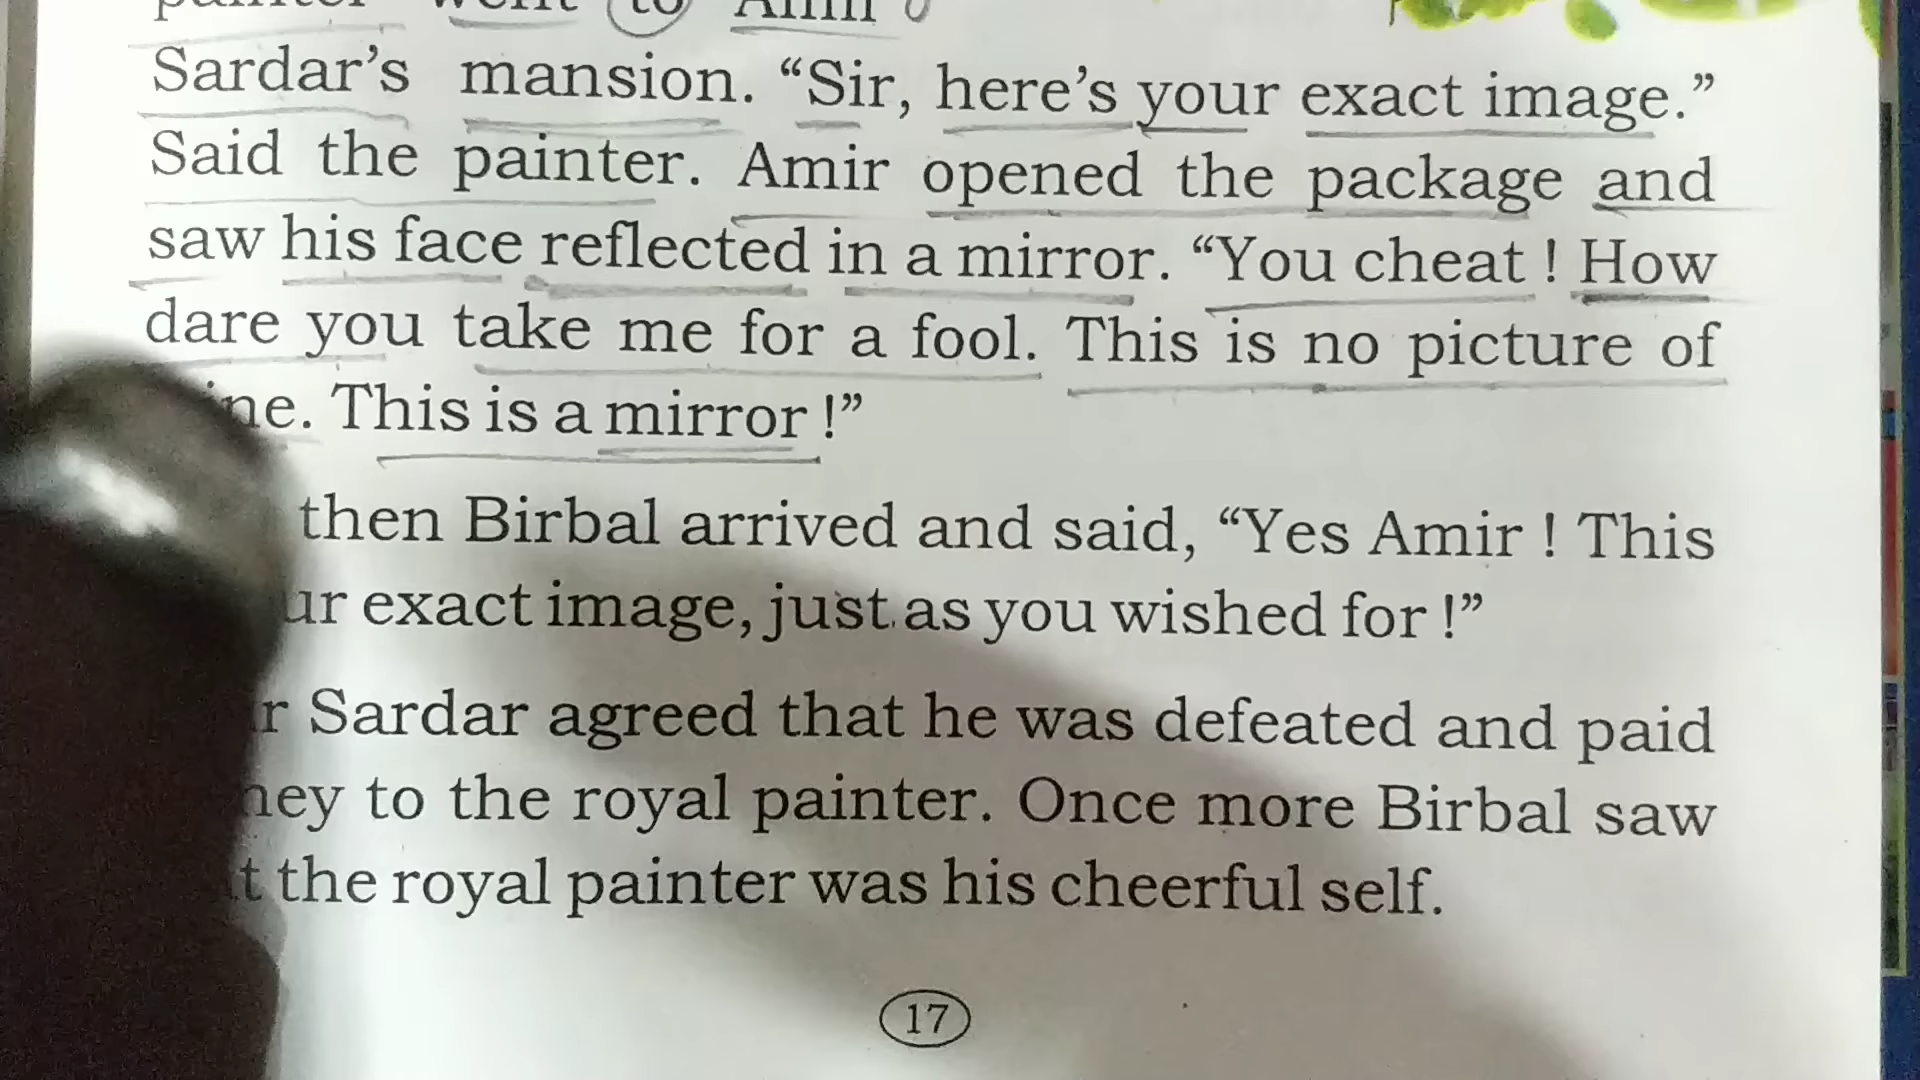 painter went to Amir
Sardar's mansion. “Sir, here's your exact image.”
Said the painter. Amir opened the package and
saw his face reflected in a mirror. “You cheat ! How
dare you take me for a fool. This is no picture of
This is a mirror !”
then Birbal arrived and said, “Yes Amir ! This
exact image, just as you wished for !”
Sardar agreed that he was defeated and paid
to the royal painter. Once more Birbal saw
the royal painter was his cheerful self.
17